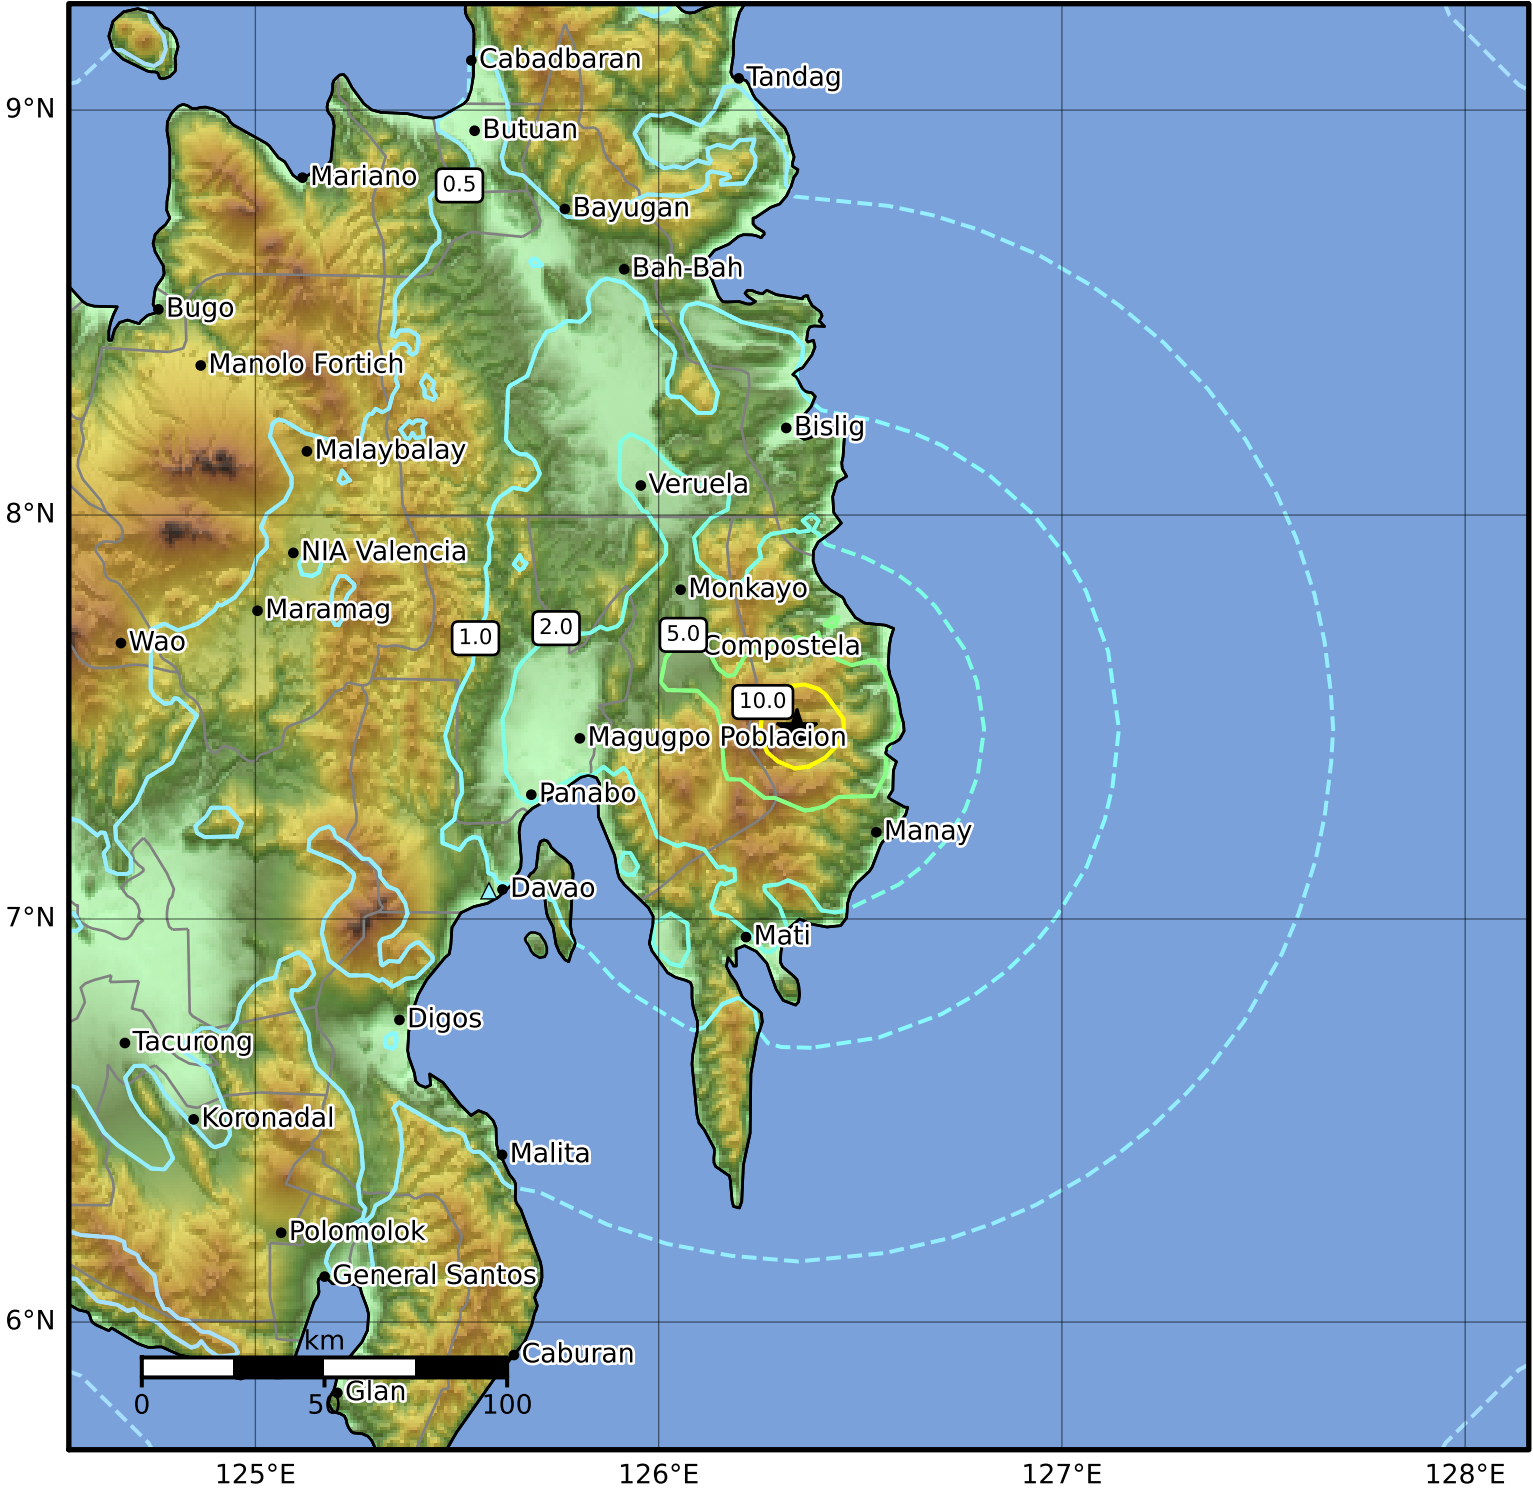 Cabadbaran
Tandag
9°N
Butuan
Mariano
0.5
Bayugan
Bah-Bah
Bugo
Manolo Fortich
Bislig
Malaybalay
Veruela
8°N
NIA Valencia
Monkayo
Maramag
1.0
2.0
5.0
Wao
Compostela
10.0
Magugpo Poblacion
Panabo
Manay
Davao
7°N
Mati
Digos
Tacurong
Koronadal
Malita
Polomolok
General Santos
6°N
km
Caburan
Glan
0
50
100
125°E
126°E
127°E
128°E